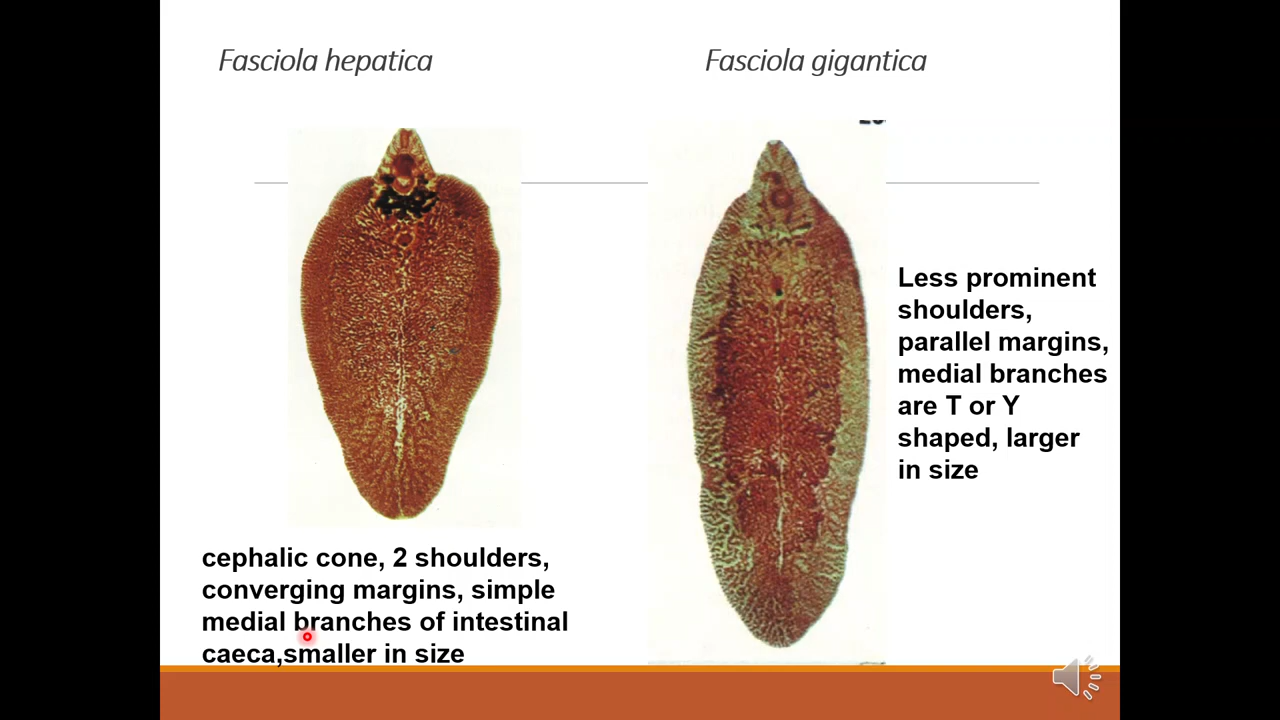 Fasciola hepatica
Fasciola gigantica
Less prominent
shoulders,
parallel margins,
medial branches
are T or Y
shaped, larger
in size
cephalic cone, 2 shoulders,
converging margins, simple
medial branches of intestinal
caeca,smaller in size